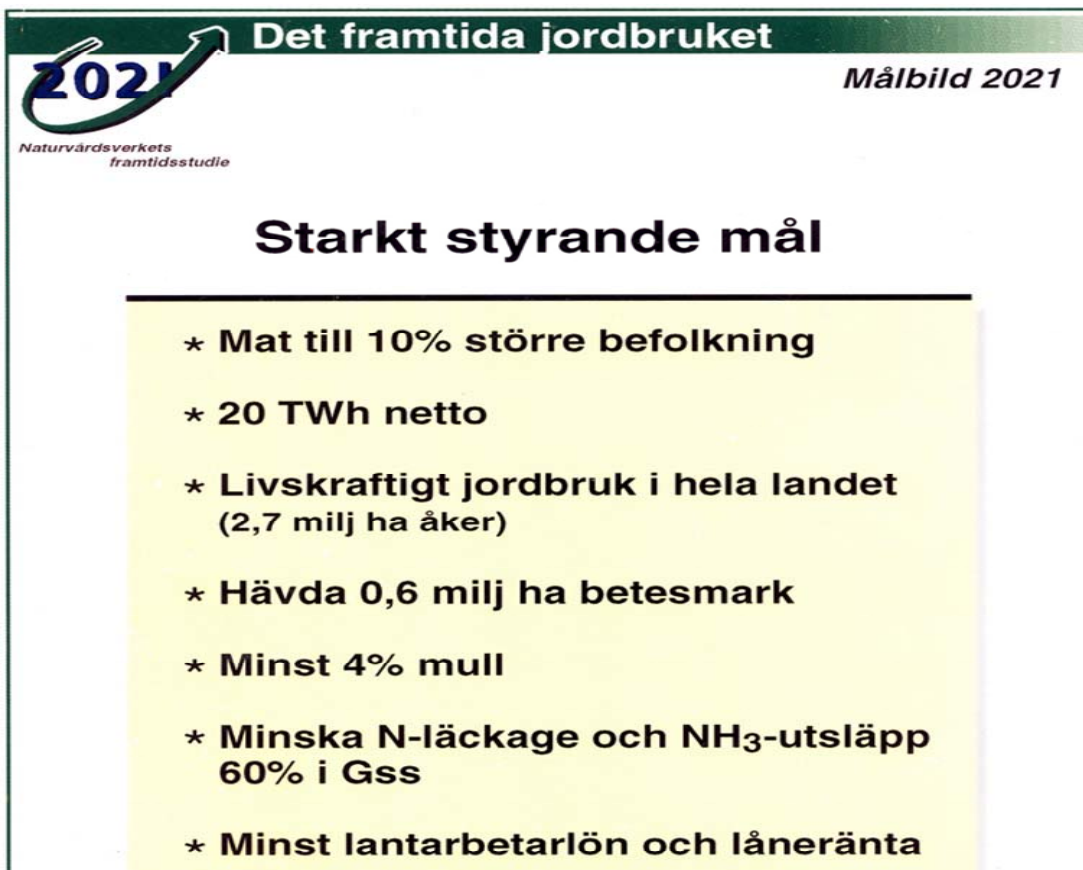 Det framtida jordbruket
2021
Målbild 2021
Naturvårdsverkets
framtidsstudie
Starkt styrande mål
* Mat till 10% större befolkning
* 20 TWh netto
* Livskraftigt jordbruk i hela landet
(2,7 milj ha åker)
* Hävda 0,6 milj ha betesmark
* Minst 4% mull
* Minska N-läckage och NH3-utsläpp
60% i Gss
* Minst lantarbetarlön och låneränta